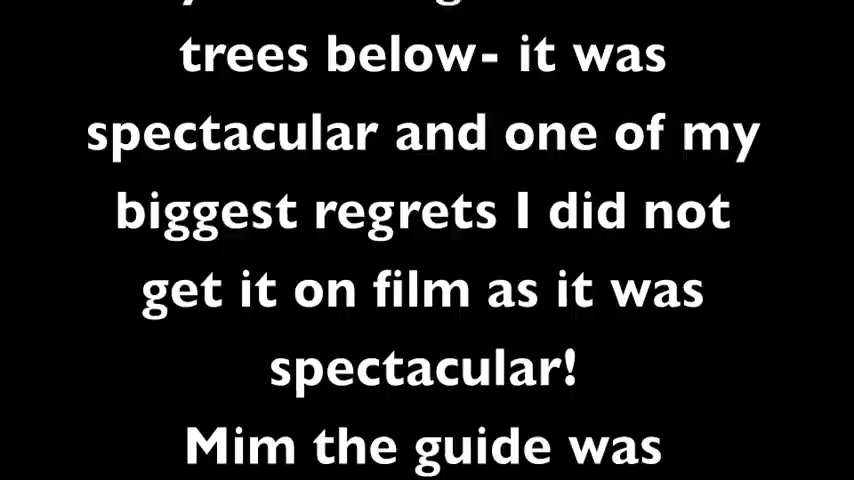 trees below- it was
spectacular and one of my
biggest regrets I did not
get it on film as it was
spectacular!
Mim the guide was